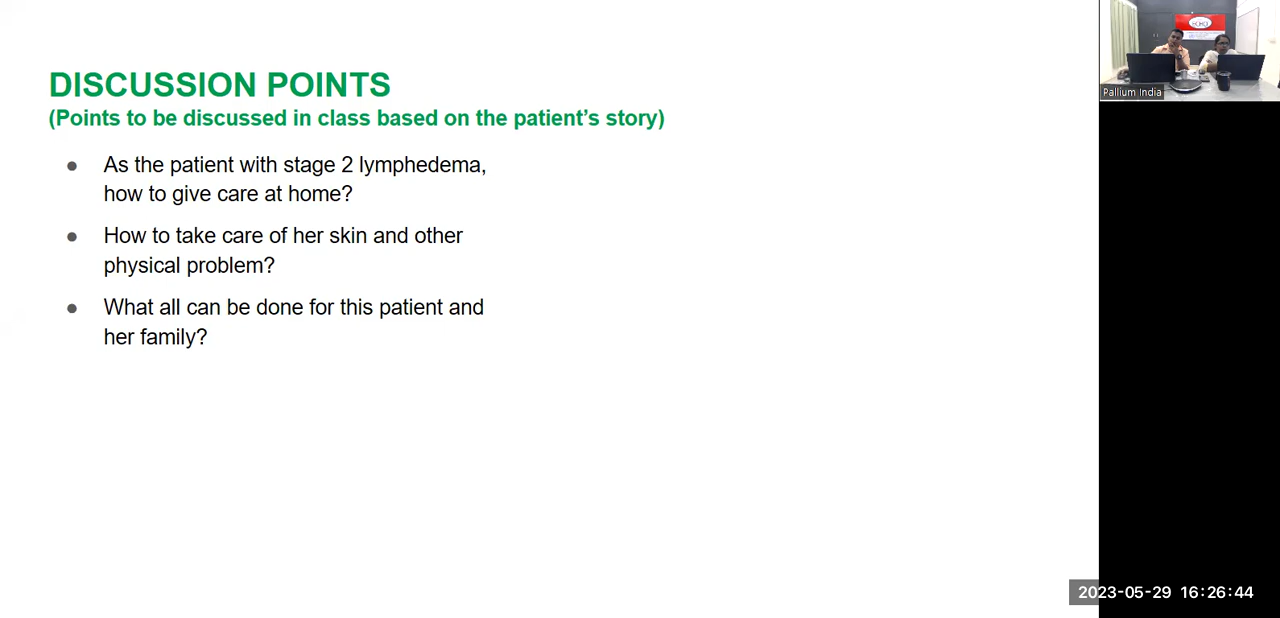 DISCUSSION POINTS
(Points to be discussed in class based on the patient’s story)
● As the patient with stage 2 lymphedema,
how to give care at home?
● How to take care of her skin and other
physical problem?
● What all can be done for this patient and
her family?
Pallium India
2023-05-29 16:26:44